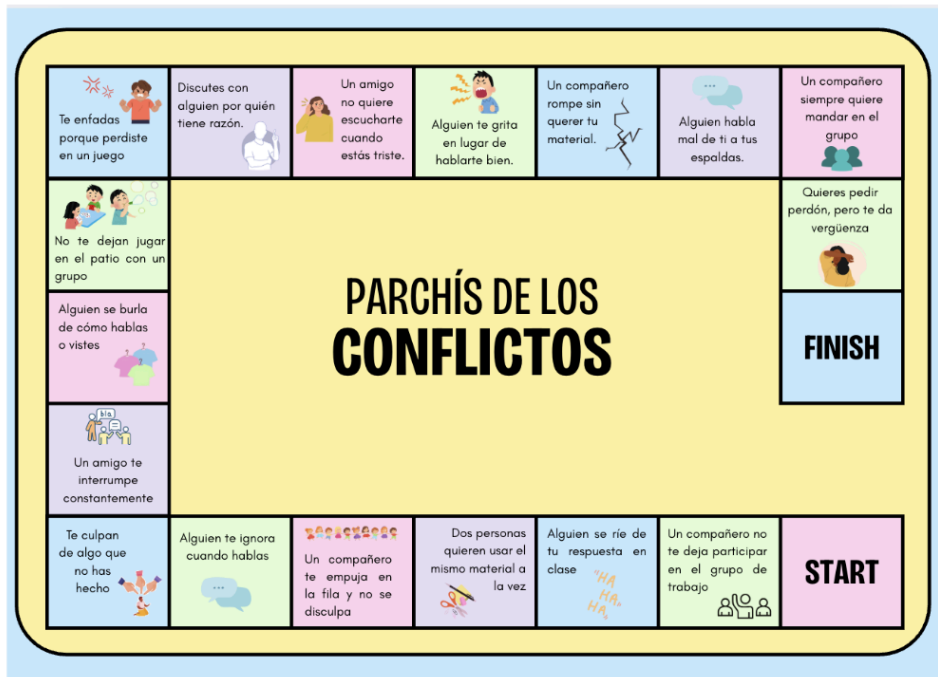 Te enfadas
porque perdiste
en un juego
Discutes con
alguien por quién
tiene razón.
Un amigo
no quiere
escucharte
cuando
estás triste.
Alguien te grita
en lugar de
hablarte bien.
Un compañero
rompe sin
querer tu
material.
Alguien habla
mal de ti a tus
espaldas.
Un compañero
siempre quiere
mandar en el
grupo
No te dejan jugar
en el patio con un
grupo
Quieres pedir
perdón, pero te da
vergüenza
PARCHÍS DE LOS
CONFLICTOS
Alguien se burla
de cómo hablas
o vistes
FINISH
bla
Un amigo te
interrumpe
constantemente
Te culpan
de algo que
no has
hecho
Alguien te ignora
cuando hablas
Un compañero
te empuja en
la fila y no se
disculpa
Dos personas
quieren usar el
mismo material a
la vez
Alguien se ríe de
tu respuesta en
clase
"HA
HA,
HA,
Un compañero no
te deja participar
en el grupo de
trabajo
START